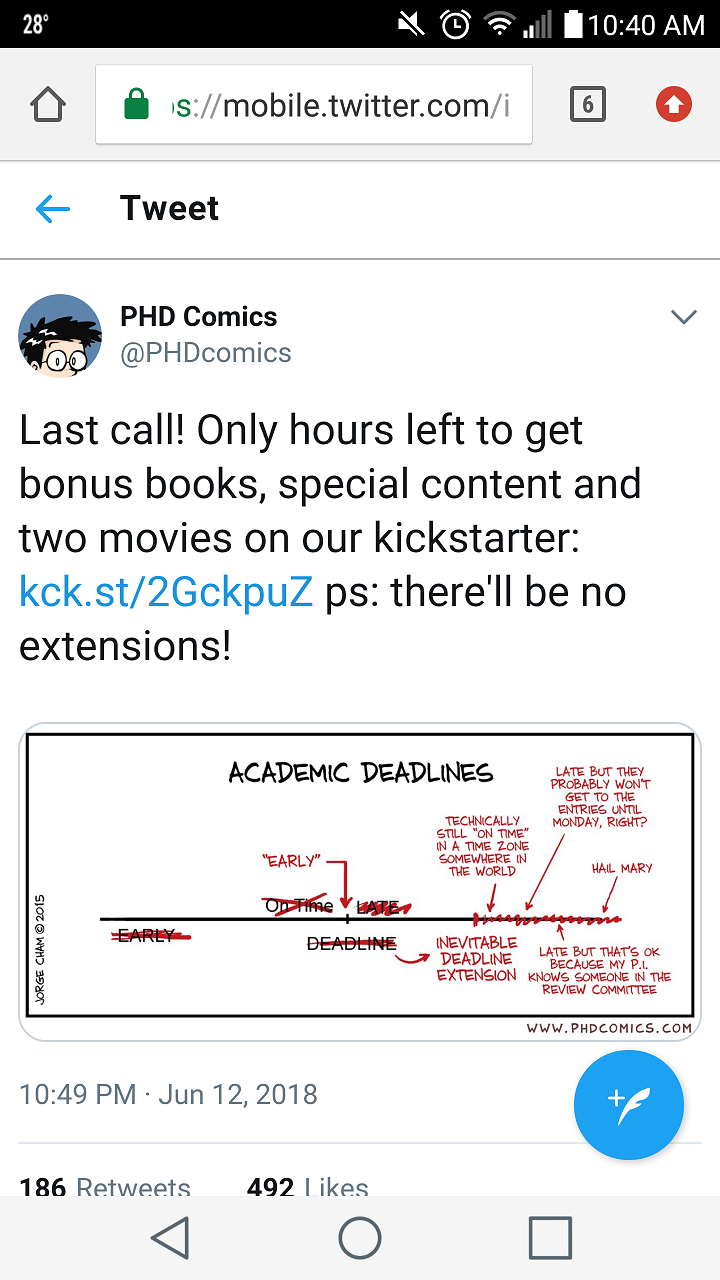 28°
10:40 AM
s://mobile.twitter.com/i
6
Tweet
PHD Comics
@PHDcomics
Last call! Only hours left to get
bonus books, special content and
two movies on our kickstarter:
kck.st/2GckpuZ ps: there'll be no
extensions!
ACADEMIC DEADLINES
LATE BUT THEY
PROBABLY WON'T
GET TO THE
ENTRIES UNTIL
MONDAY, RIGHT?
TECHNICALLY
STILL "ON TIME"
IN A TIME ZONE
SOMEWHERE IN
THE WORLD
"EARLY"
HAIL MARY
On Time
LATE
EARLY
DEADLINE
INEVITABLE
DEADLINE
EXTENSION
LATE BUT THAT'S OK
BECAUSE MY P.I.
KNOWS SOMEONE IN THE
REVIEW COMMITTEE
JORGE CHAM © 2015
WWW.PHDCOMICS.COM
10:49 PM · Jun 12, 2018
186 Retweets 492 Likes